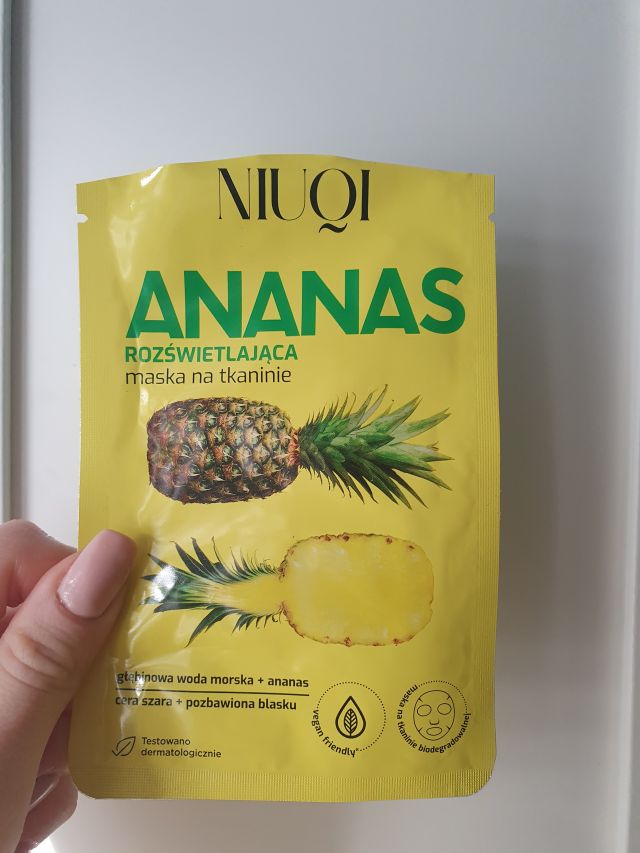 NIUQI
ANANAS
ROZŚWIETLAJĄCA
maska na tkaninie
głębinowa woda morska + ananas
cera szara + pozbawiona blasku
Testowano
dermatologicznie
vegan friendly*
maska na tkaninie biodegradowalnej